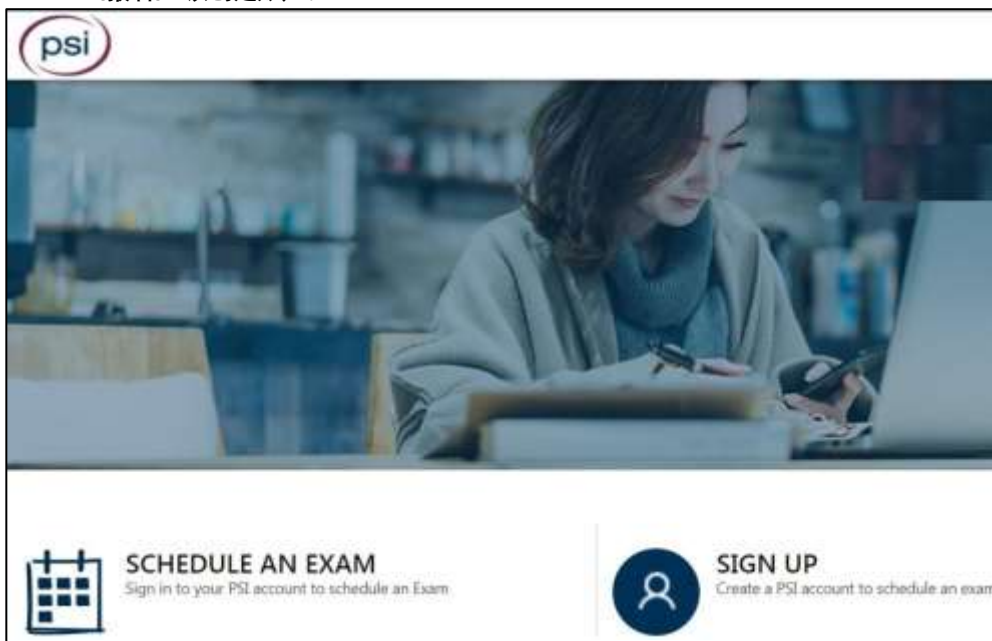 psi
SCHEDULE AN EXAM
Sign in to your PSI account to schedule an Exam
SIGN UP
Create a PSI account to schedule an exam